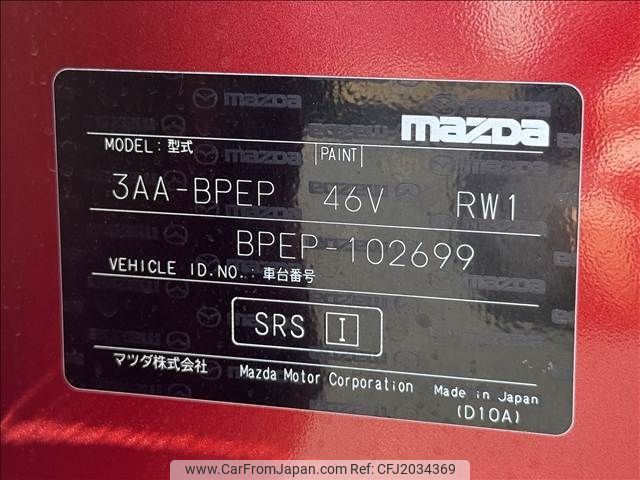 mazda
MODEL: 型式
PAINT
3AA-BPEP 46V RW1
BPEP-102699
VEHICLE ID.NO.: 車台番号
SRS I
マツダ株式会社 Mazda Motor Corporation Made in Japan
(D10A)
www.CarFromJapan.com | CFJ2034369